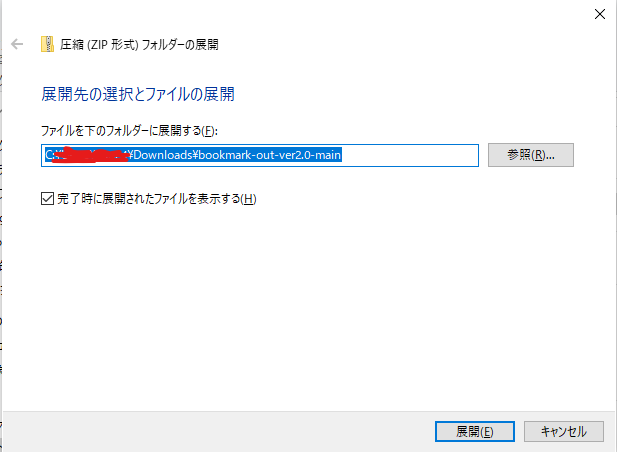 圧縮 (ZIP 形式) フォルダーの展開
展開先の選択とファイルの展開
ファイルを下のフォルダーに展開する(F):
C:¥ ¥Downloads¥bookmark-out-ver2.0-main
参照(R)...
完了時に展開されたファイルを表示する(H)
展開(E)
キャンセル